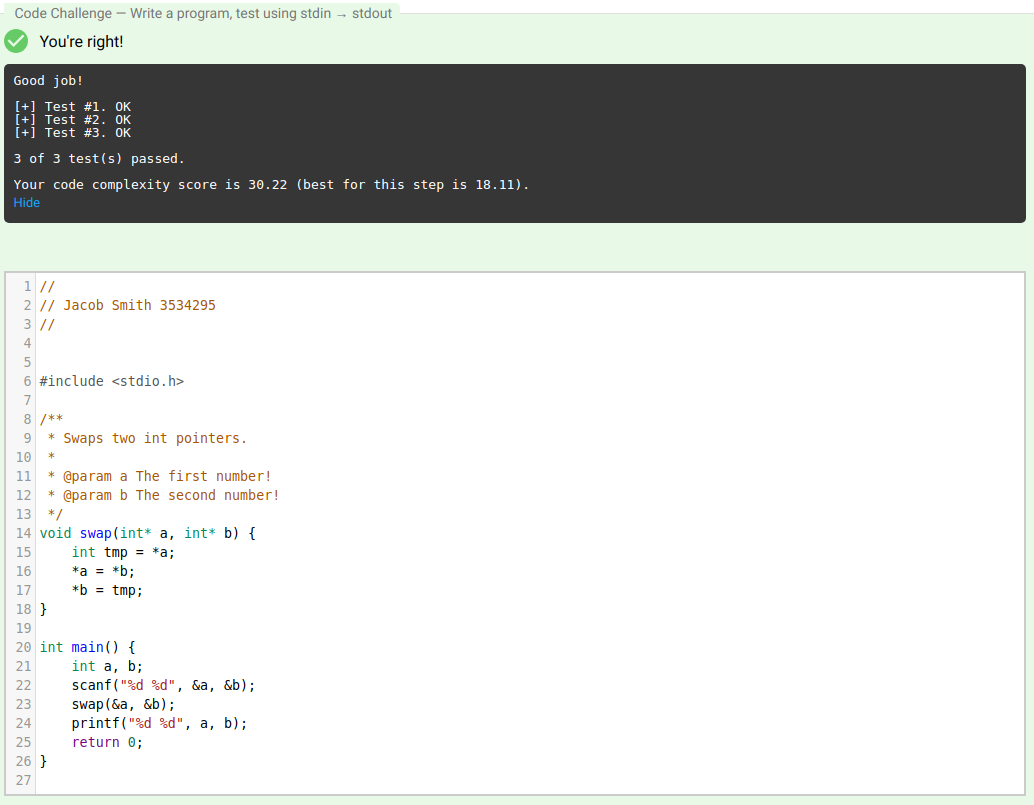 Code Challenge — Write a program, test using stdin → stdout
You're right!
Good job!
[+] Test #1. OK
[+] Test #2. OK
[+] Test #3. OK
3 of 3 test(s) passed.
Your code complexity score is 30.22 (best for this step is 18.11).
Hide
1 //
2 // Jacob Smith 3534295
3 //
4
5
6 #include <stdio.h>
7
8 /**
9  * Swaps two int pointers.
10  *
11  * @param a The first number!
12  * @param b The second number!
13  */
14 void swap(int* a, int* b) {
15     int tmp = *a;
16     *a = *b;
17     *b = tmp;
18 }
19
20 int main() {
21     int a, b;
22     scanf("%d %d", &a, &b);
23     swap(&a, &b);
24     printf("%d %d", a, b);
25     return 0;
26 }
27